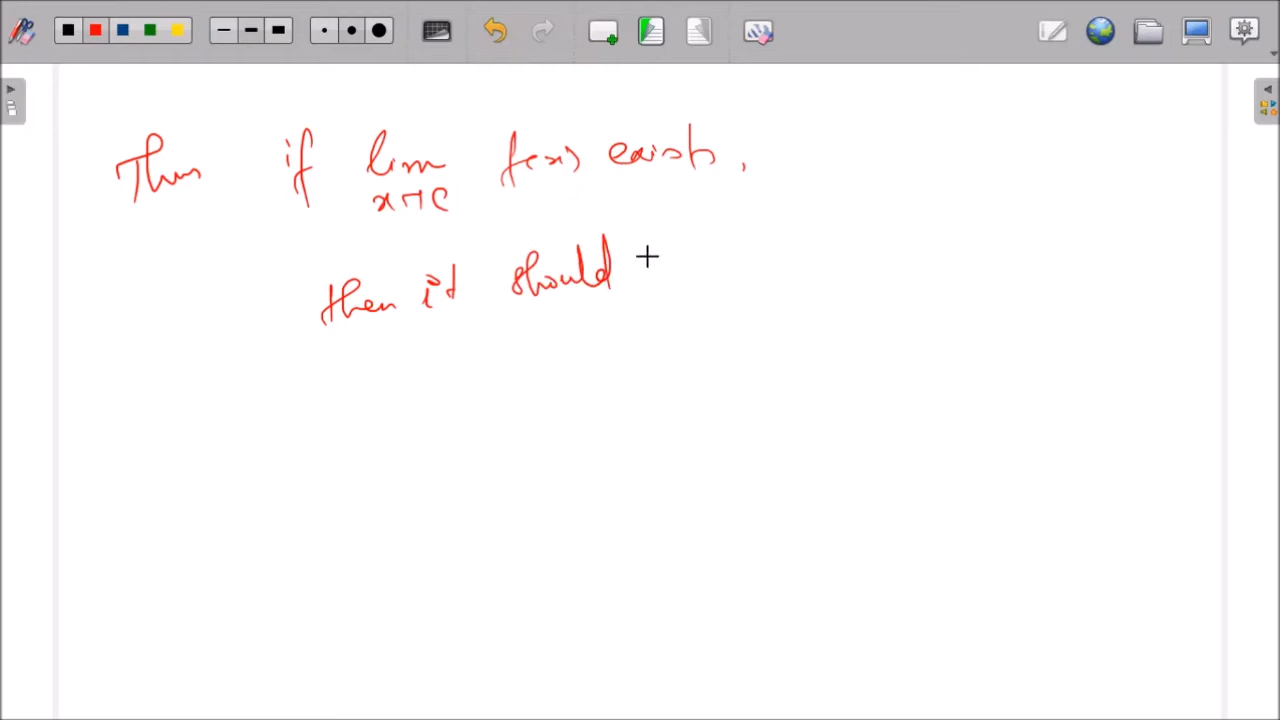 Thus if lim f(x) exists,
x→c
then it should